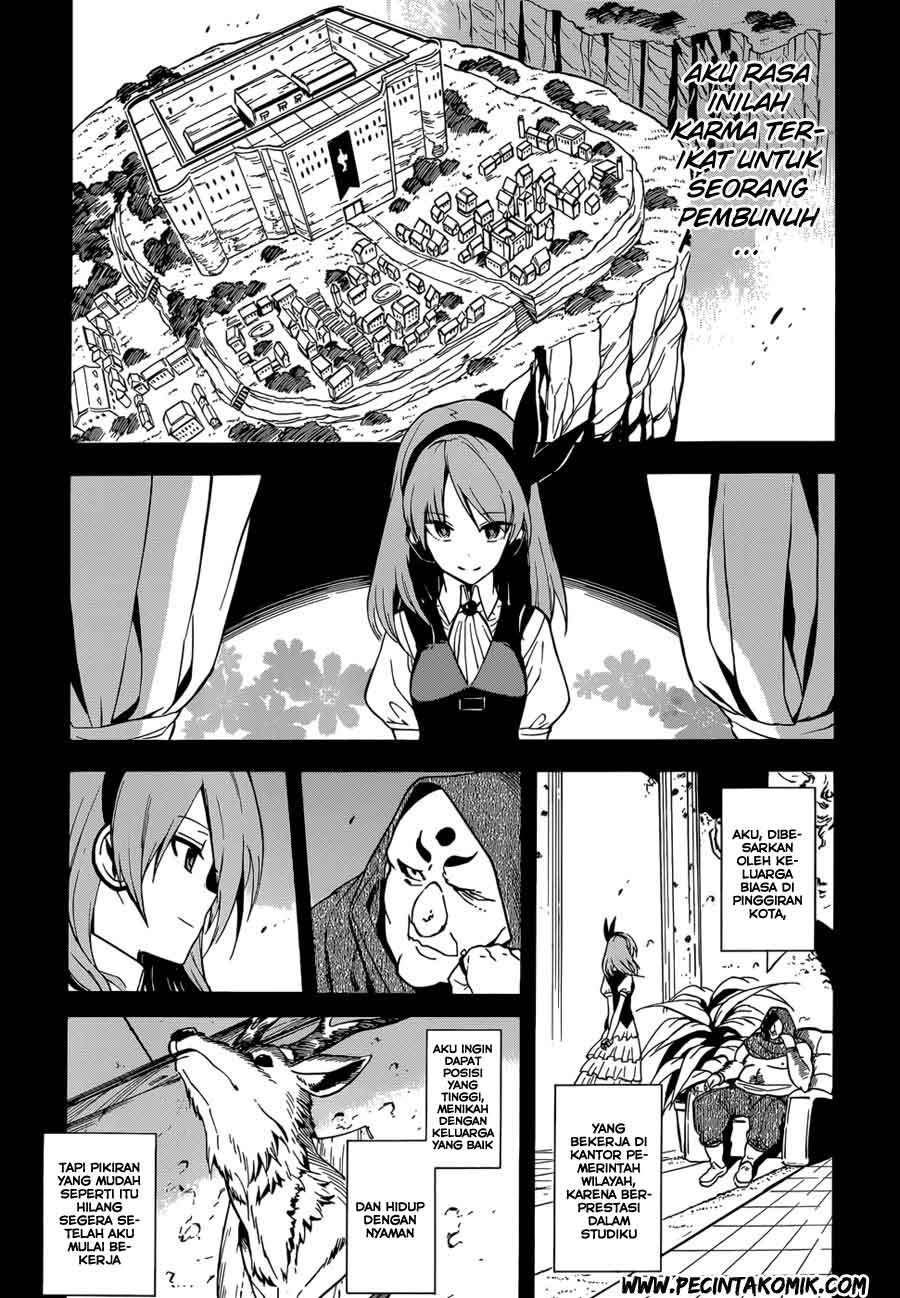 AKU RASA
INILAH
KARMA TER-
IKAT UNTUK
SEORANG
PEMBUNUH
...
AKU, DIBE-
SARKAN
OLEH KE-
LUARGA
BIASA DI
PINGGIRAN
KOTA,
YANG
BEKERJA DI
KANTOR PE-
MERINTAH
WILAYAH,
KARENA BER-
PRESTASI
DALAM
STUDIKU
AKU INGIN
DAPAT
POSISI
YANG
TINGGI,
MENIKAH
DENGAN
KELUARGA
YANG BAIK
DAN HIDUP
DENGAN
NYAMAN
TAPI PIKIRAN
YANG MUDAH
SEPERTI ITU
HILANG
SEGERA SE-
TELAH AKU
MULAI BE-
KERJA
WWW.PECINTAKOMIK.COM